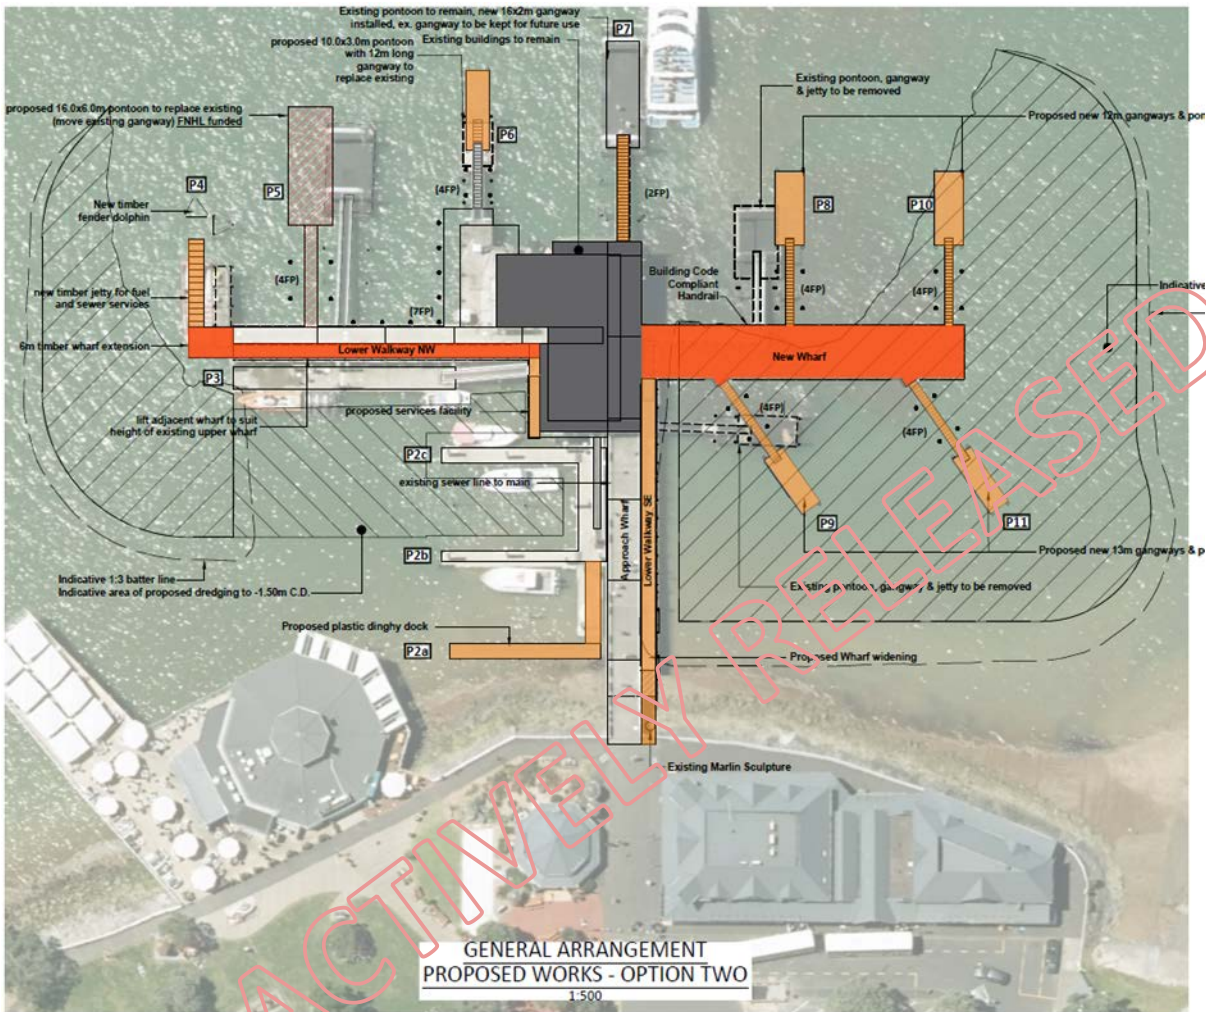 Existing pontoon to remain, new 16x2m gangway
installed, ex. gangway to be kept for future use
P7
proposed 10.0x3.0m pontoon
with 12m long
gangway to
replace existing
Existing buildings to remain
Existing pontoon, gangway
& jetty to be removed
proposed 16.0x6.0m pontoon to replace existing
(move existing gangway) FNHL funded
Proposed new 12m gangways & pon
P6
P4
P5
(4FP)
(2FP)
P8
P10
New timber
fender dolphin
Building Code
Compliant
Handrail
(4FP)
(4FP)
(4FP)
new timber jetty for fuel
and sewer services
Indicative
(7FP)
6m timber wharf extension
Lower Walkway NW
New Wharf
P3
lift adjacent wharf to suit
height of existing upper wharf
proposed services facility
(4FP)
(4FP)
P2c
existing sewer line to main
Approach Wharf
Lower Walkway SE
P9
P11
P2b
Proposed new 13m gangways & po
Indicative 1:3 batter line
Indicative area of proposed dredging to -1.50m C.D.
Existing pontoon, gangway & jetty to be removed
Proposed plastic dinghy dock
P2a
Proposed Wharf widening
Existing Marlin Sculpture
ACTIVELY RELEASED
GENERAL ARRANGEMENT
PROPOSED WORKS - OPTION TWO
1:500